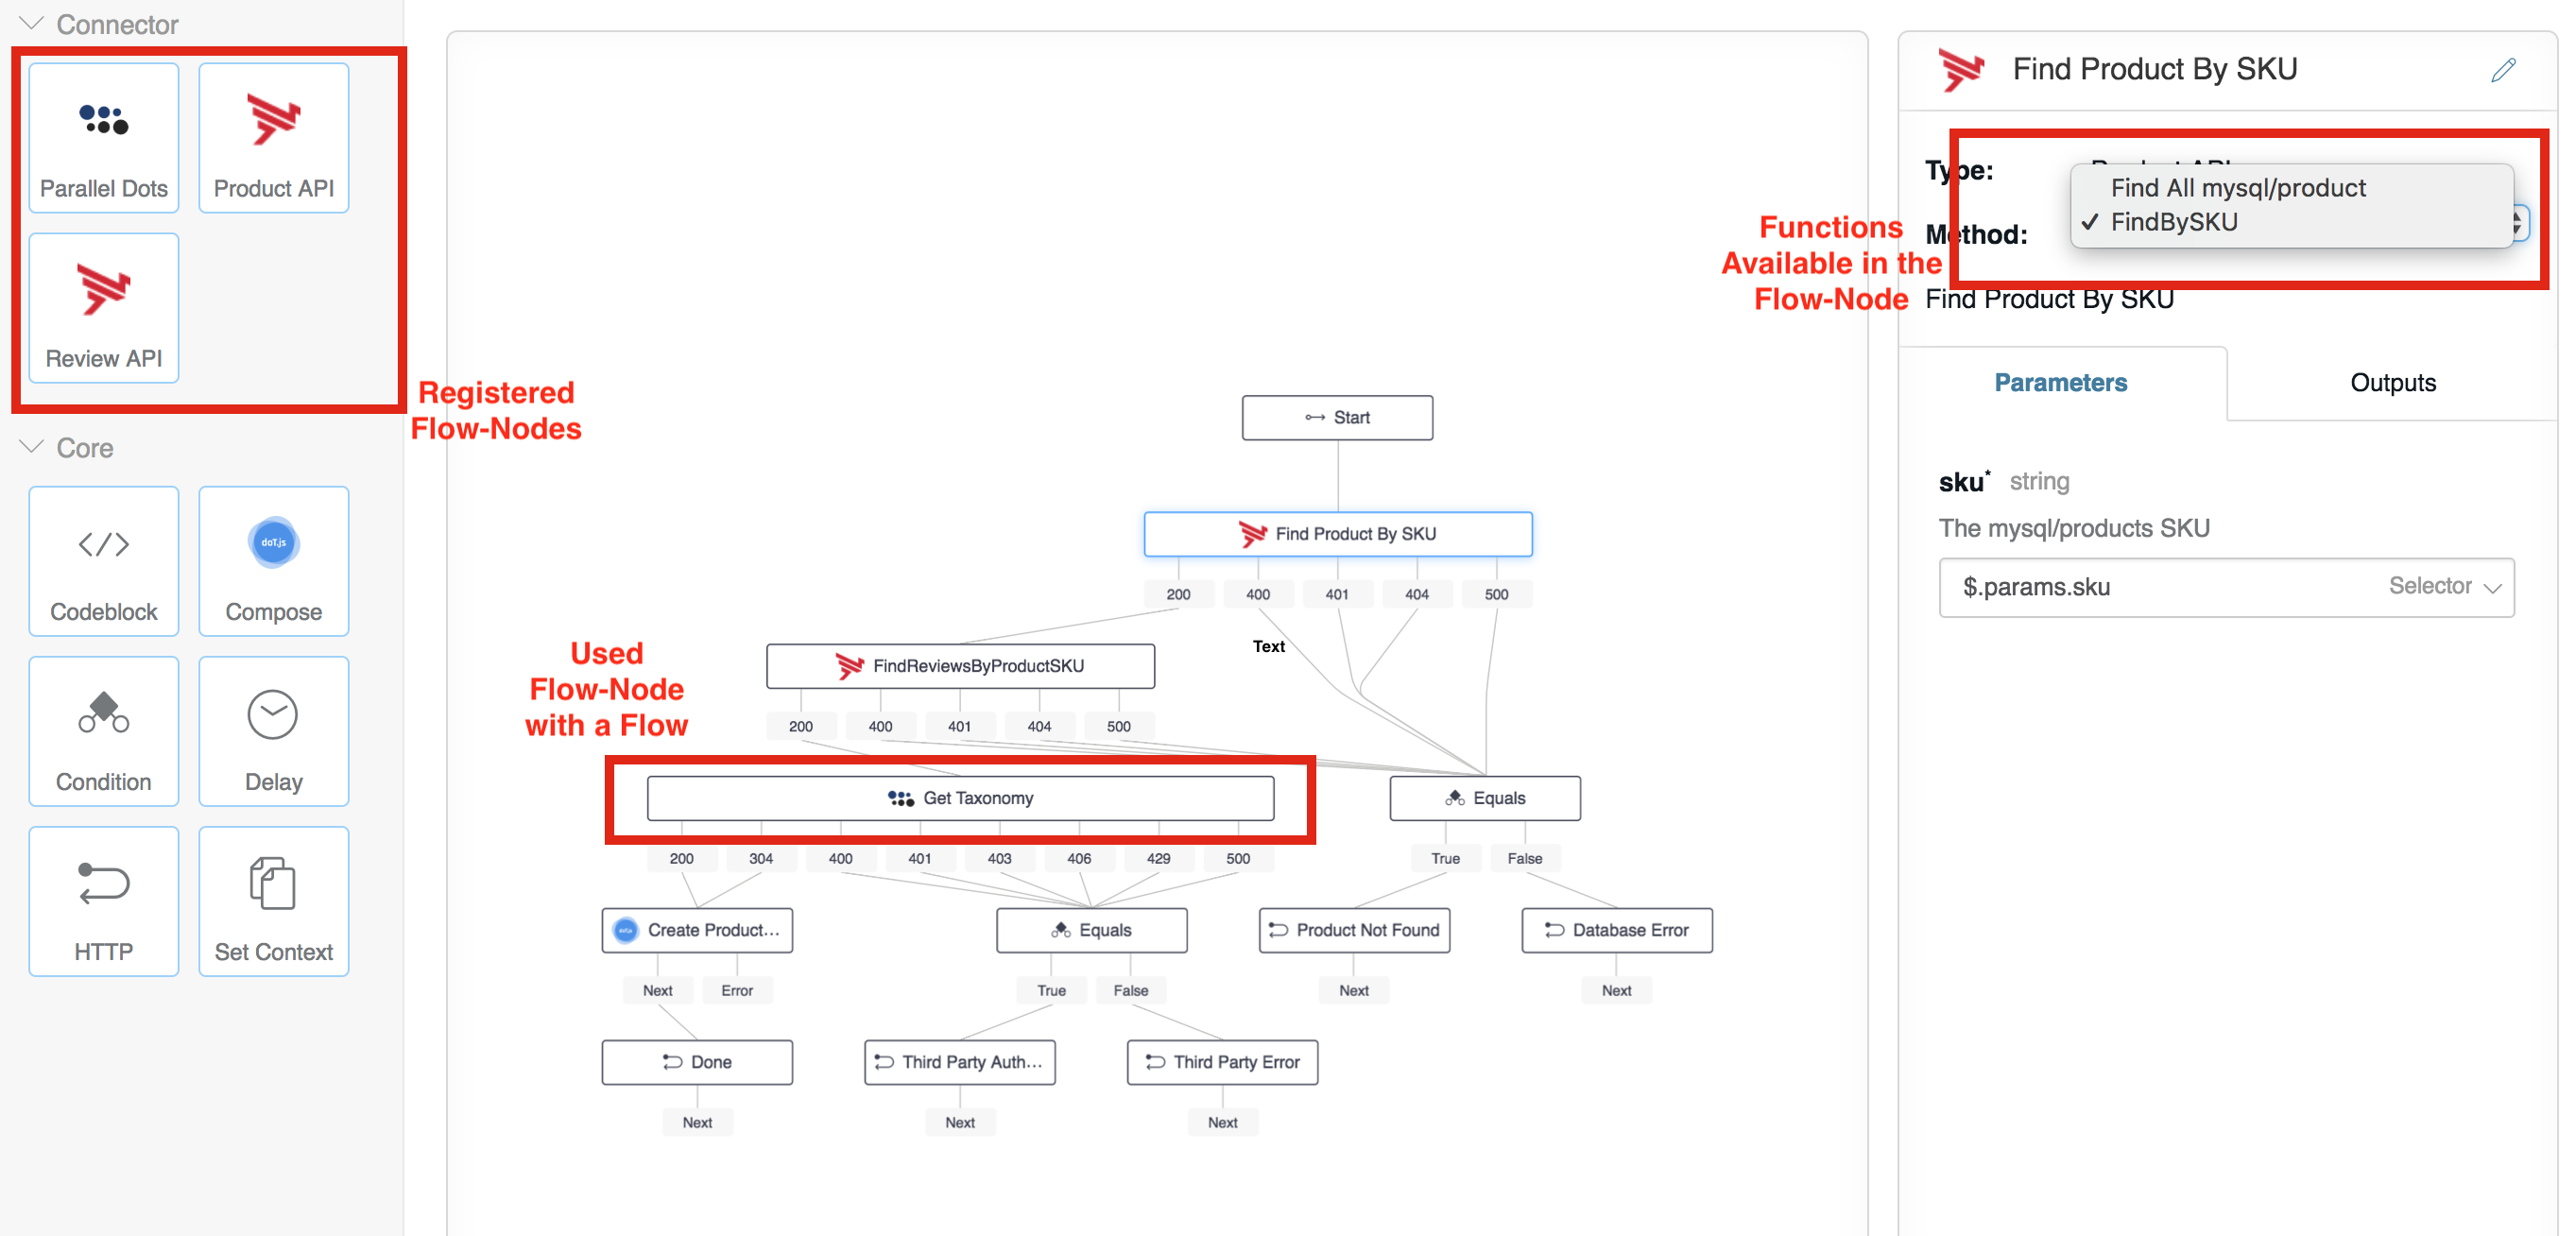 Connector
Parallel Dots
Product API
Review API
Registered
Flow-Nodes
Core
Codeblock
doT.js
Compose
Condition
Delay
HTTP
Set Context
Start
Find Product By SKU
200 400 401 404 500
Text
FindReviewsByProductSKU
200 400 401 404 500
Used
Flow-Node
with a Flow
Get Taxonomy
Equals
200 304 400 401 403 406 429 500
True False
Create Product...
Equals
Product Not Found
Database Error
Next Error
True False
Next
Next
Done
Third Party Auth...
Third Party Error
Next
Next
Next
Functions
Available in the
Flow-Node
Find Product By SKU
Type:
Product API
Find All mysql/product
✓ FindBySKU
Method:
Find Product By SKU
Parameters
Outputs
sku* string
The mysql/products SKU
$.params.sku
Selector